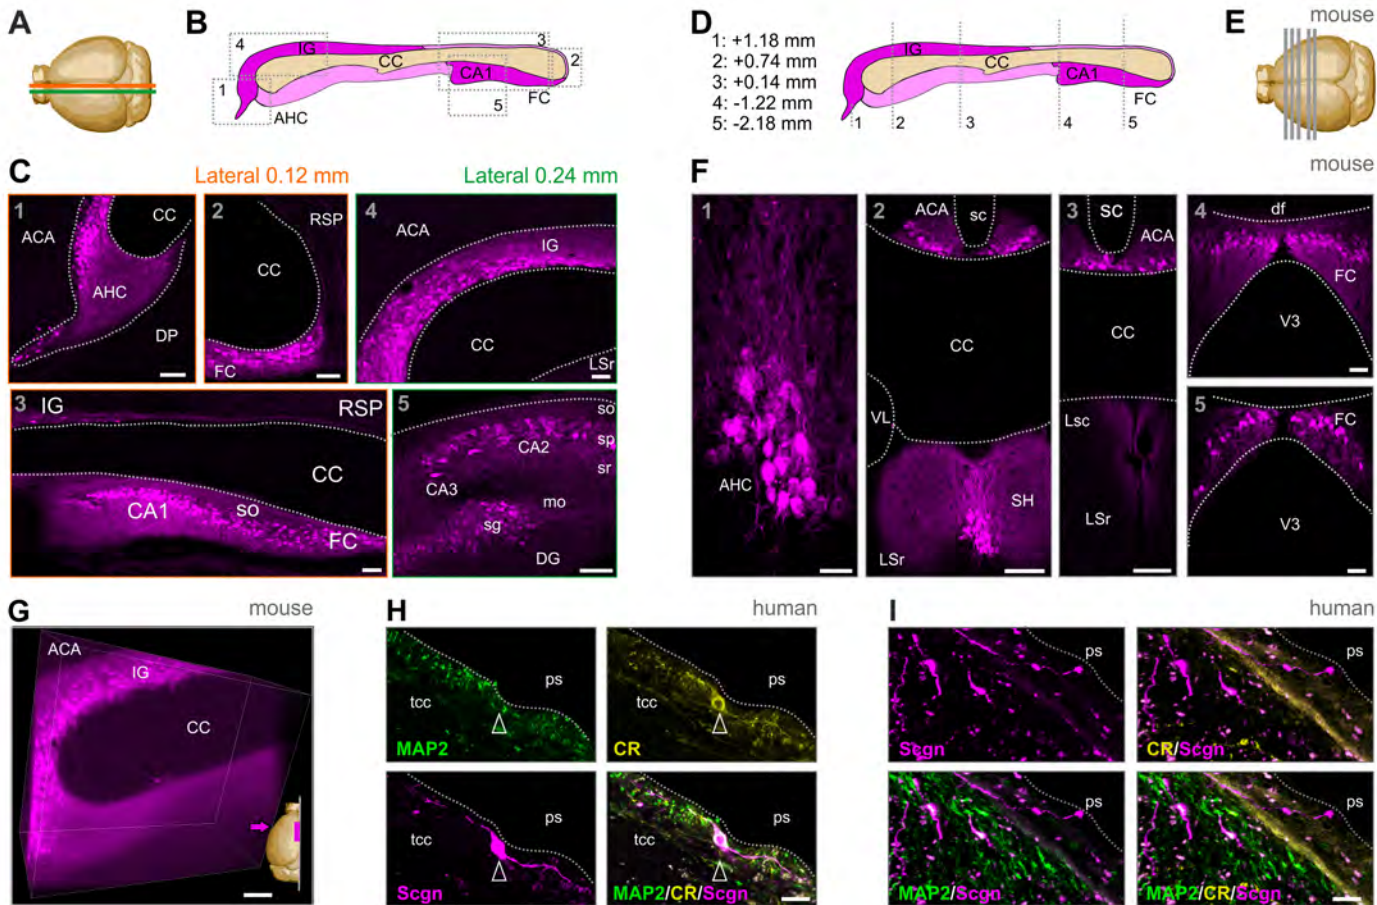 A
B
4
IG
3
2
CC
CA1
1
FC
5
AHC
D
1: +1.18 mm
2: +0.74 mm
3: +0.14 mm
4: -1.22 mm
5: -2.18 mm
IG
CC
CA1
FC
1
2
3
4
5
E
mouse
C
Lateral 0.12 mm
Lateral 0.24 mm
1
CC
ACA
AHC
DP
2
RSP
CC
FC
4
ACA
IG
CC
LSr
3
IG
RSP
CC
CA1
so
FC
5
so
CA2
sp
sr
CA3
mo
sg
DG
F
mouse
1
AHC
2
ACA
sc
CC
VL
SH
LSr
3
SC
ACA
CC
Lsc
LSr
4
df
FC
V3
5
FC
V3
G
mouse
ACA
IG
CC
H
human
ps
tcc
MAP2
ps
tcc
CR
ps
tcc
Scgn
ps
tcc
MAP2/CR/Scgn
I
human
ps
Scgn
ps
CR/Scgn
ps
MAP2/Scgn
ps
MAP2/CR/Scgn